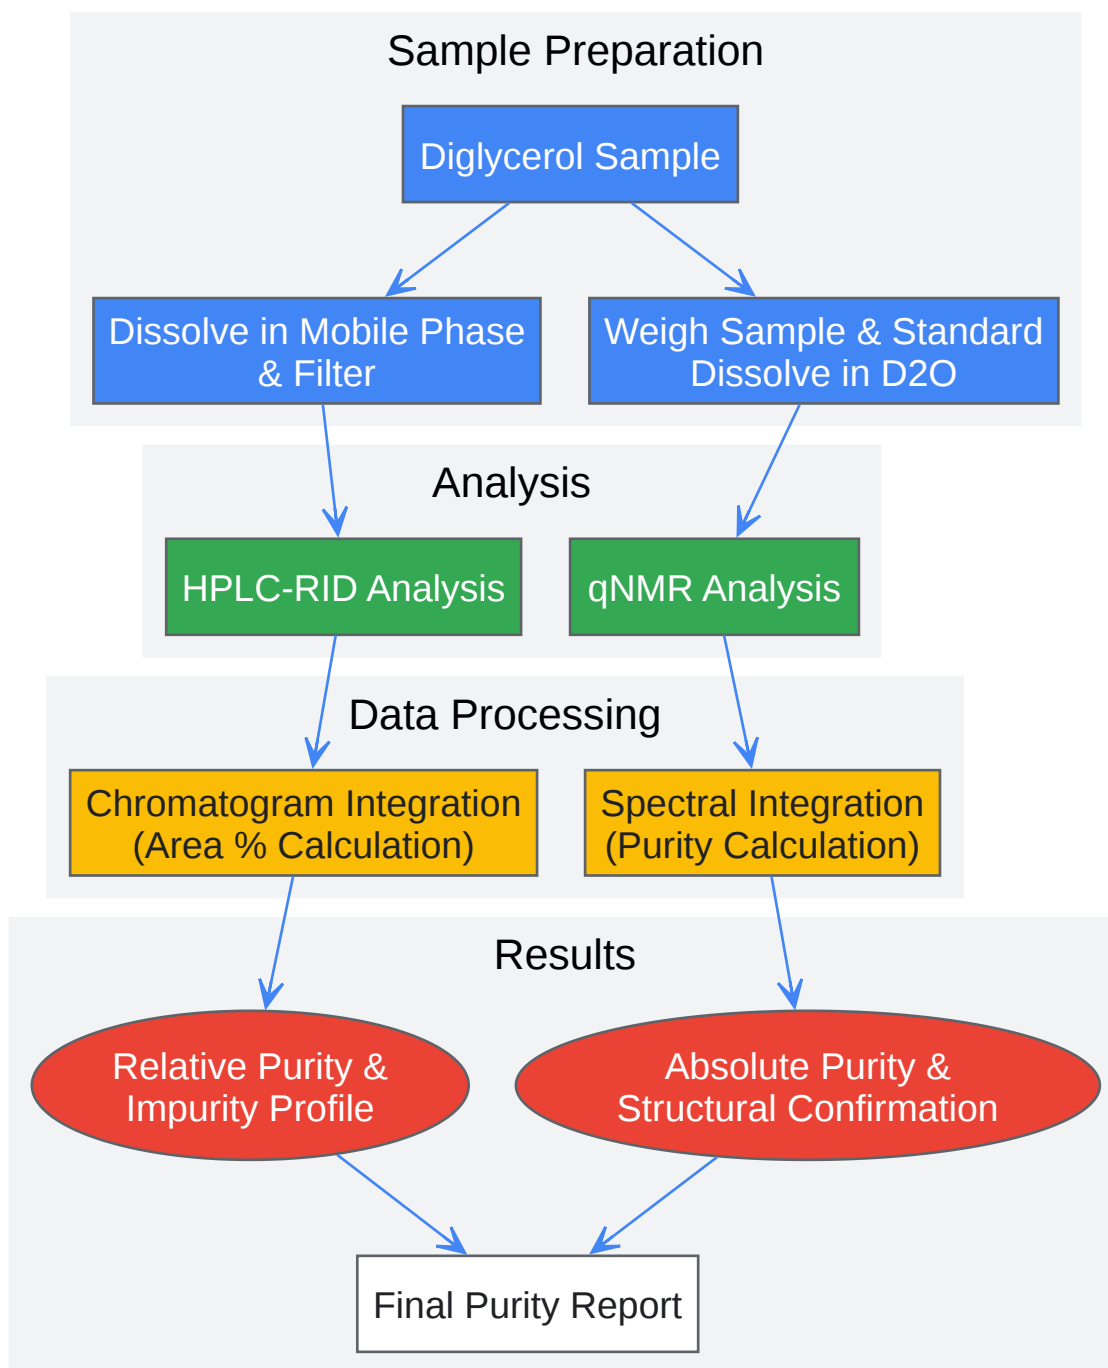 Sample Preparation
Diglycerol Sample
Dissolve in Mobile Phase
& Filter
Weigh Sample & Standard
Dissolve in D2O
Analysis
HPLC-RID Analysis
qNMR Analysis
Data Processing
Chromatogram Integration
(Area % Calculation)
Spectral Integration
(Purity Calculation)
Results
Relative Purity &
Impurity Profile
Absolute Purity &
Structural Confirmation
Final Purity Report